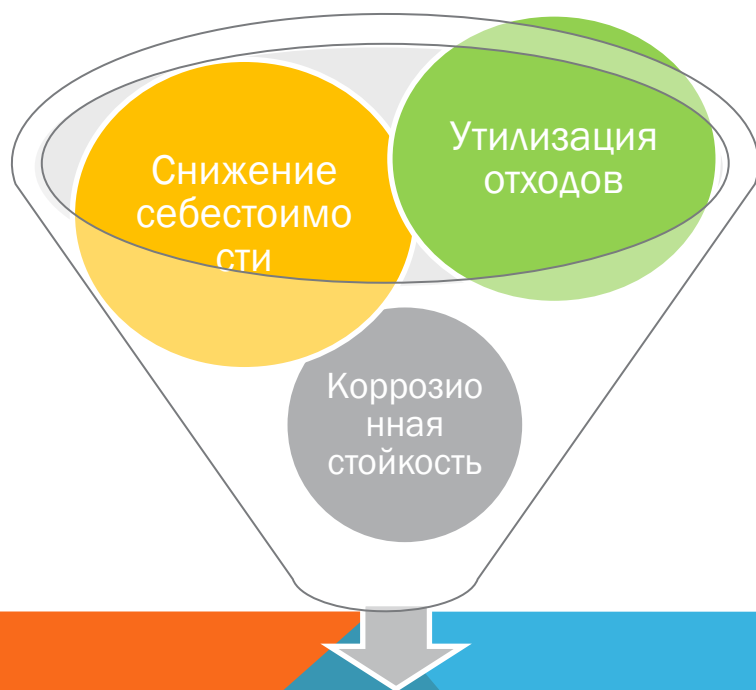 Снижение
себестоимо
сти
Утилизация
отходов
Коррозио
нная
стойкость